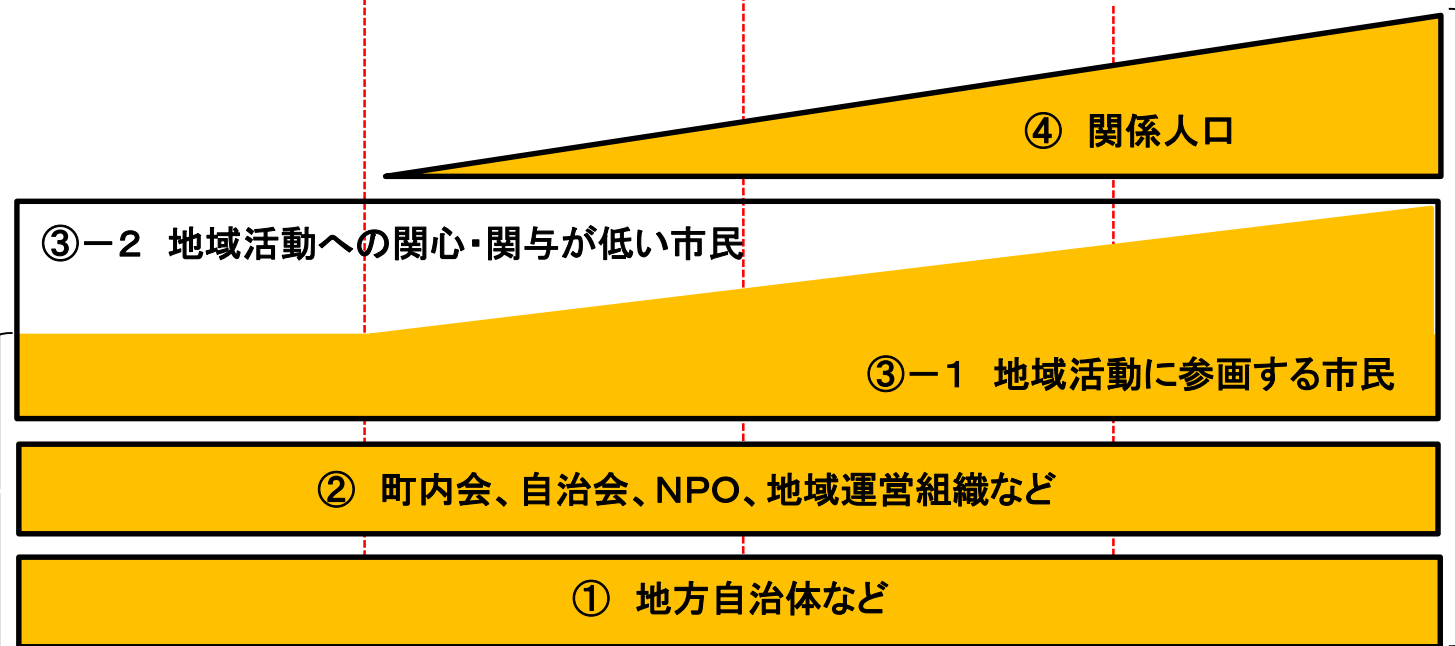 ④　関係人口
③－２　地域活動への関心・関与が低い市民
③－１　地域活動に参画する市民
②　町内会、自治会、ＮＰＯ、地域運営組織など
①　地方自治体など